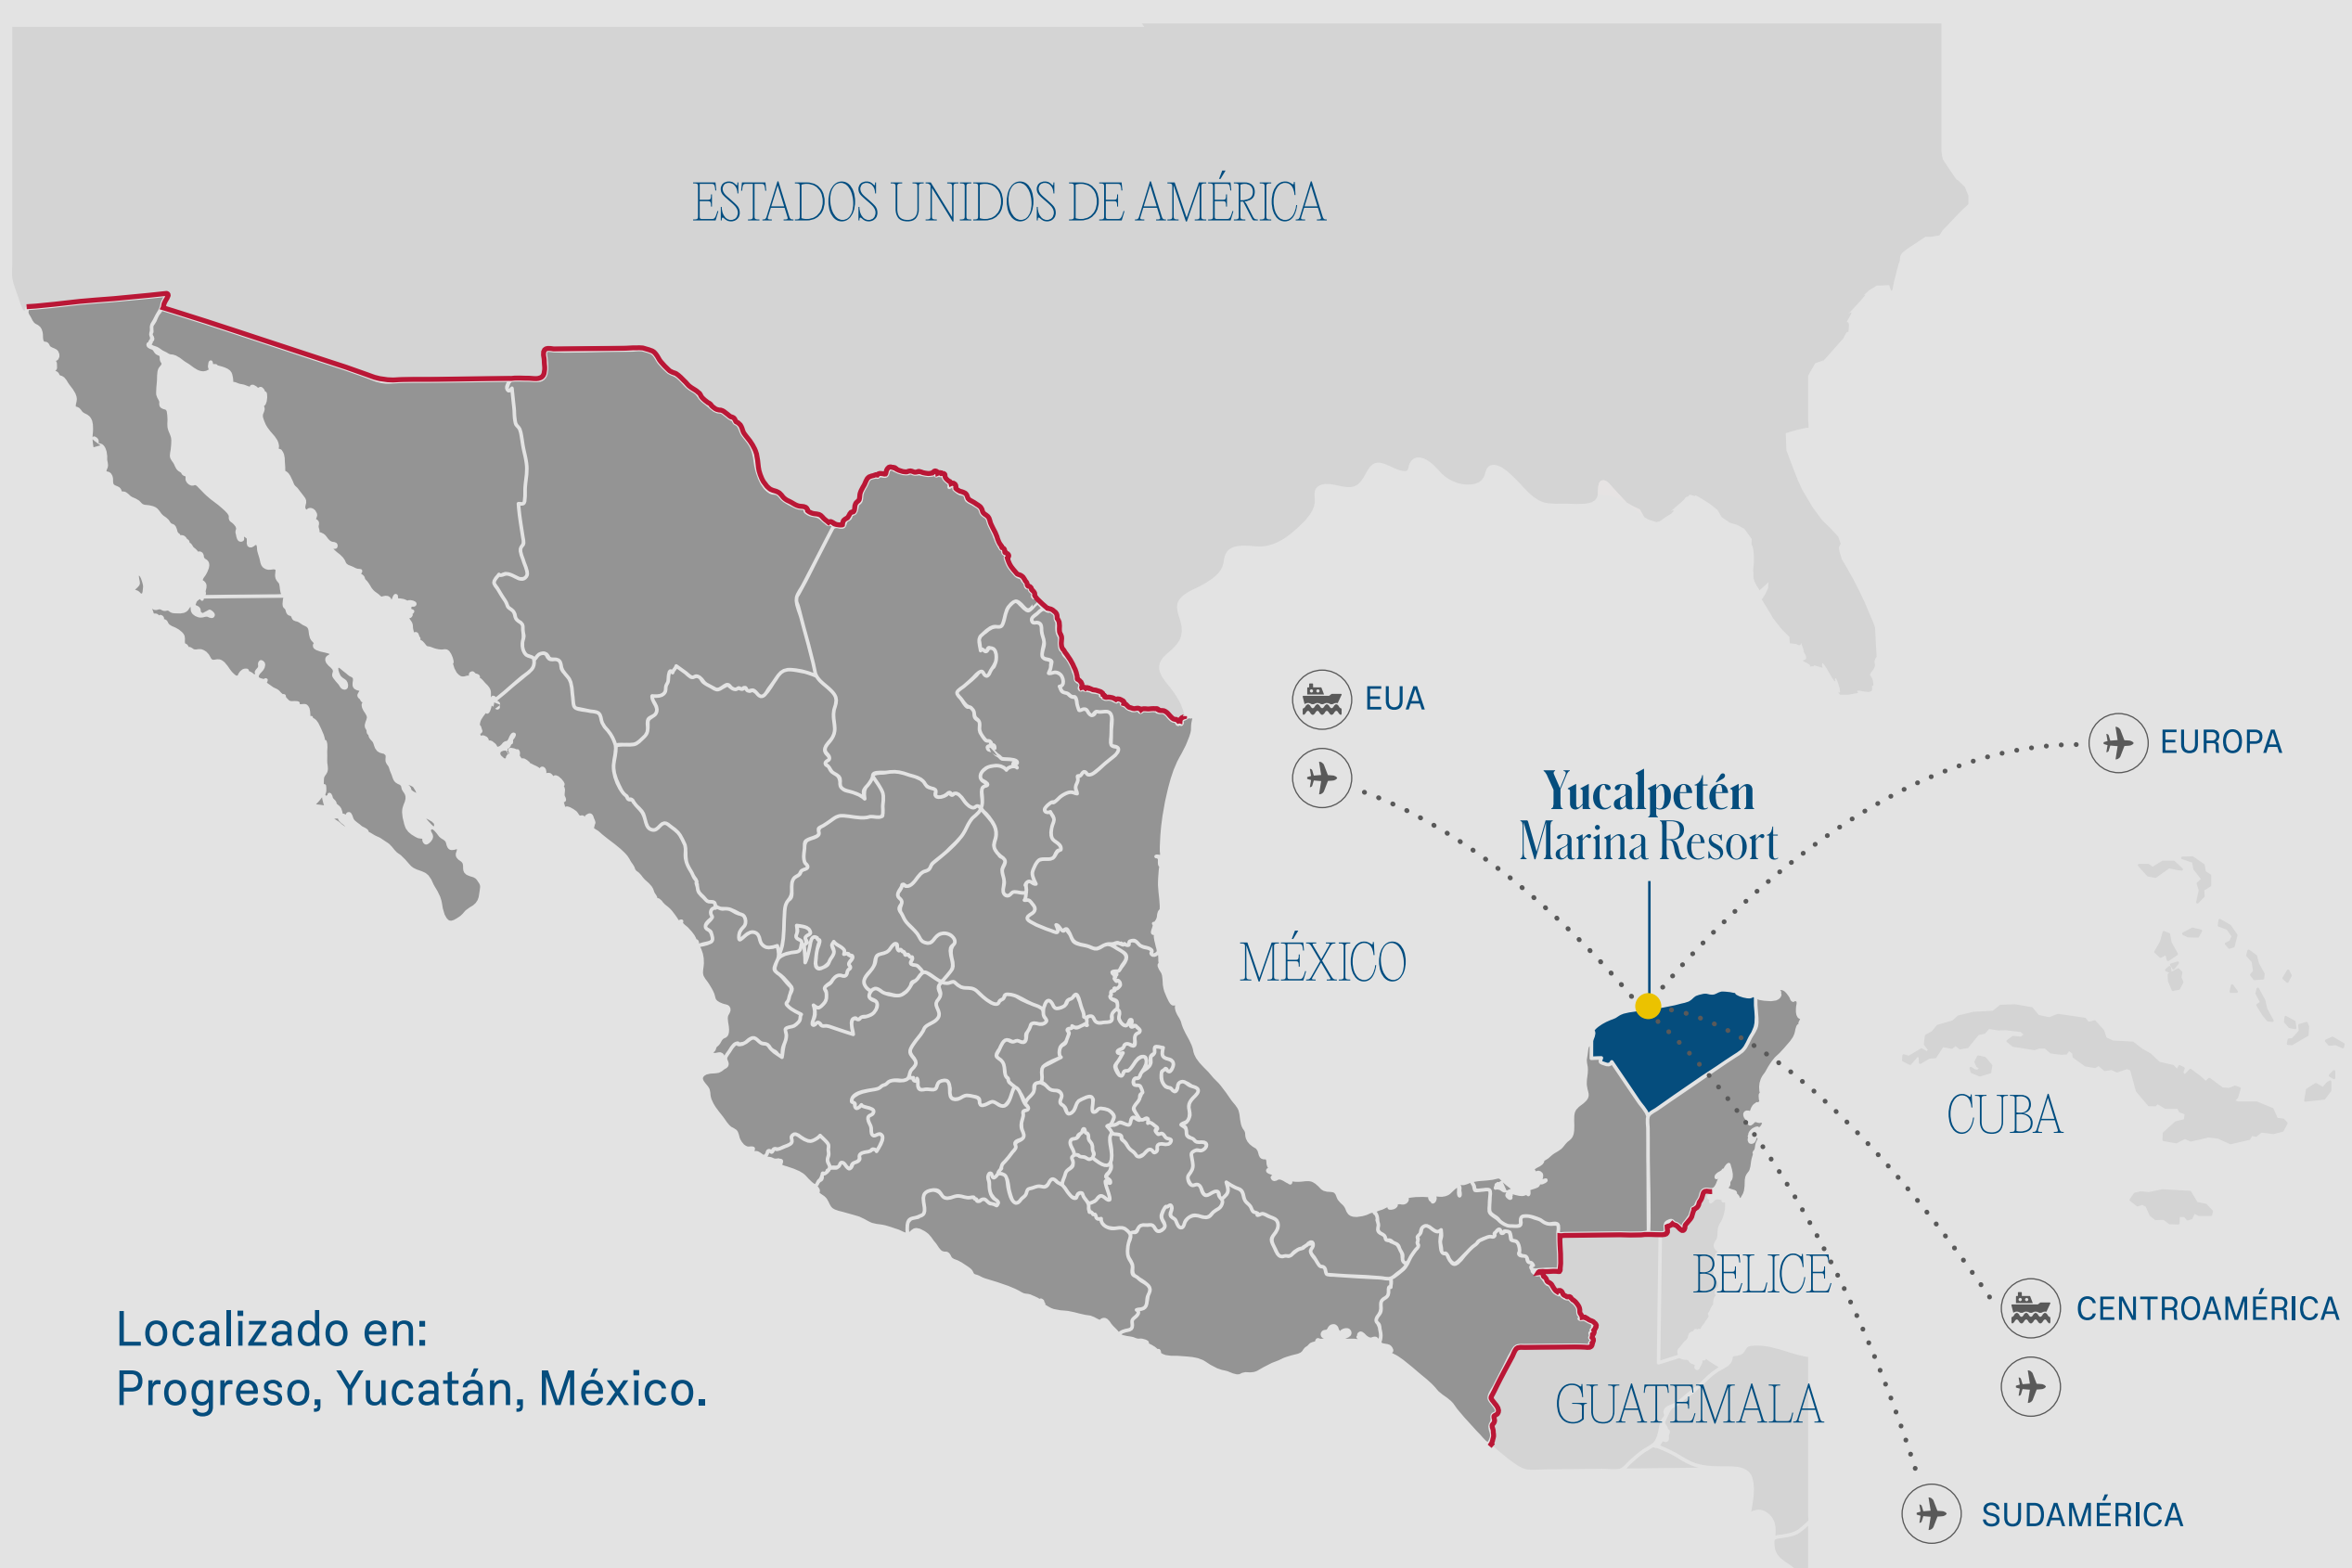 ESTADOS UNIDOS DE AMÉRICA
EUA
EUROPA
Yucalpetén
Marina Resort
MÉXICO
CUBA
BELICE
CENTROAMÉRICA
GUATEMALA
SUDAMÉRICA
Localizado en:
Progreso, Yucatán, México.